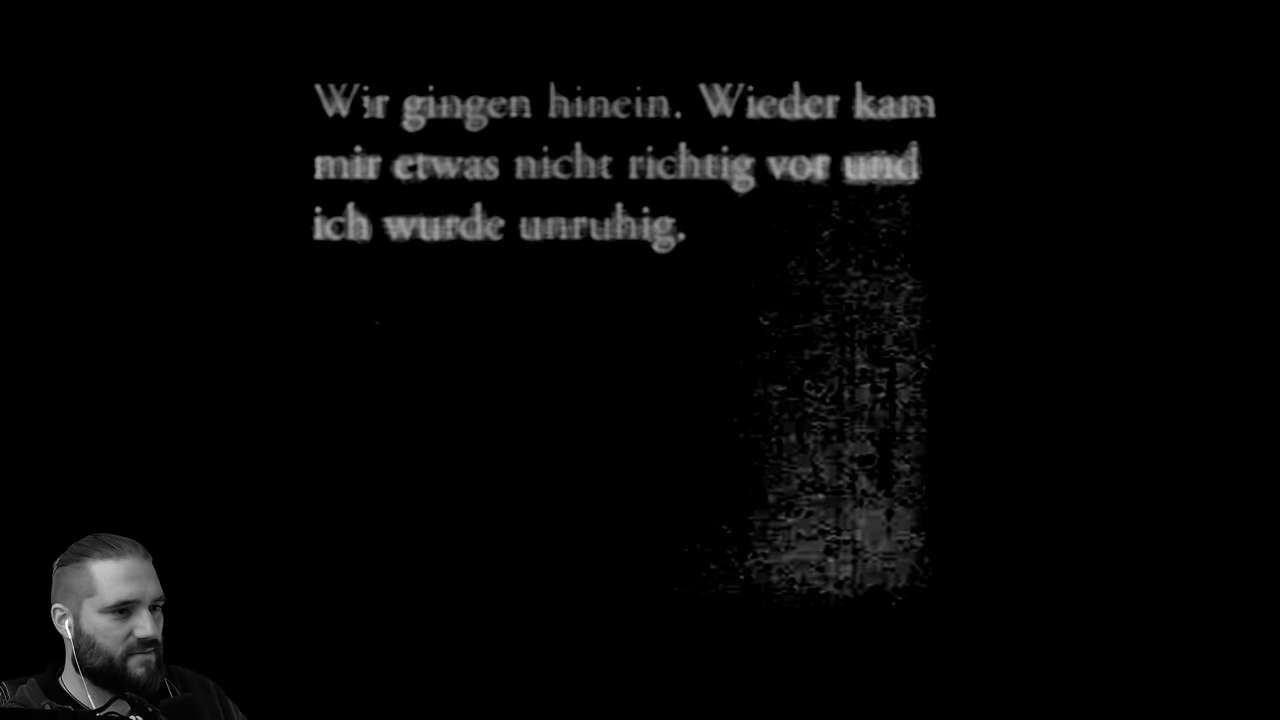 Wir gingen hinein. Wieder kam
mir etwas nicht richtig vor und
ich wurde unruhig.